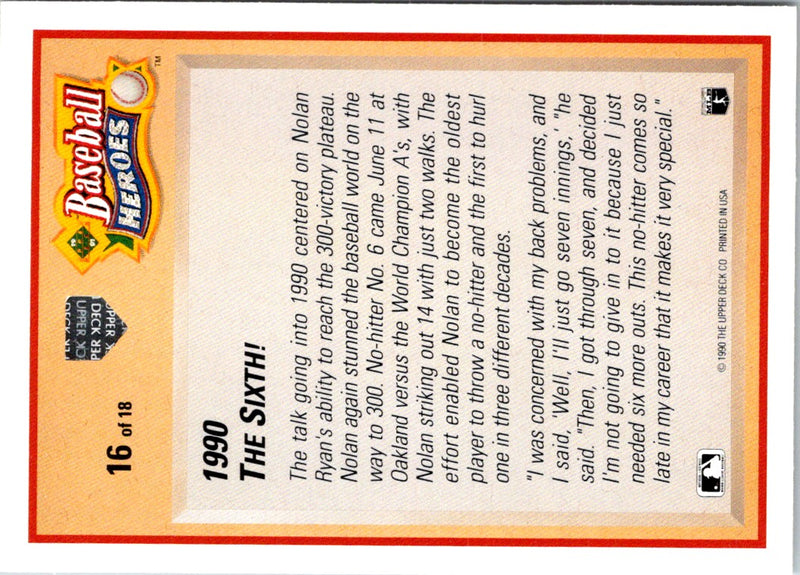 16 of 18
UPPER
DECK
UPPER
Baseball
HEROES
TM
1990
THE SIXTH!
The talk going into 1990 centered on Nolan
Ryan's ability to reach the 300-victory plateau.
Nolan again stunned the baseball world on the
way to 300. No-hitter No. 6 came June 11 at
Oakland versus the World Champion A's, with
Nolan striking out 14 with just two walks. The
effort enabled Nolan to become the oldest
player to throw a no-hitter and the first to hurl
one in three different decades.
"I was concerned with my back problems, and
I said, 'Well, I'll just go seven innings,' "he
said. "Then, I got through seven, and decided
I'm not going to give in to it because I just
needed six more outs. This no-hitter comes so
late in my career that it makes it very special."
© 1990 THE UPPER DECK CO. PRINTED IN USA